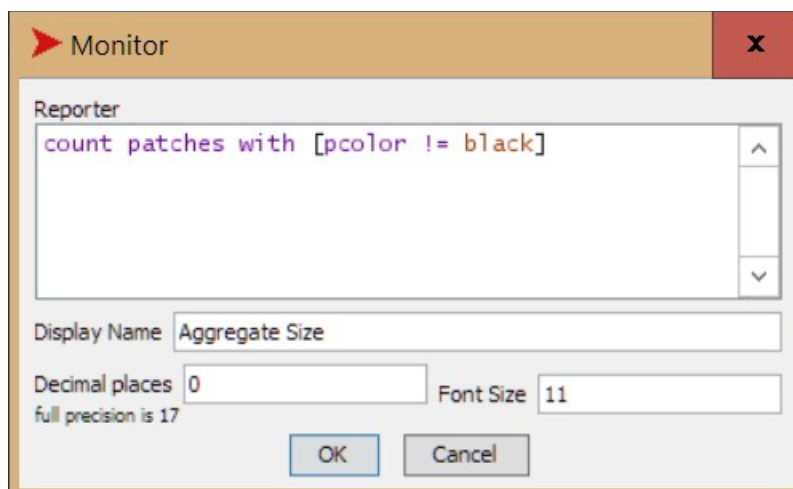 Monitor
x
Reporter
count patches with [pcolor != black]
Display Name Aggregate Size
Decimal places 0 Font Size 11
full precision is 17
OK Cancel